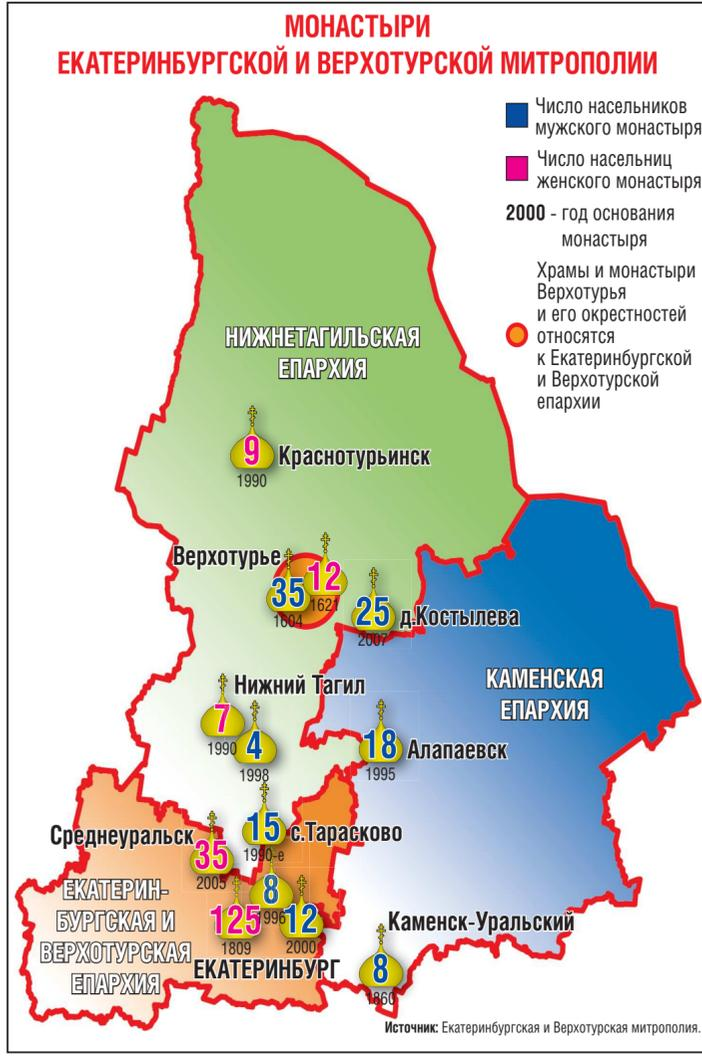 МОНАСТЫРИ
ЕКАТЕРИНБУРГСКОЙ И ВЕРХОТУРСКОЙ МИТРОПОЛИИ
Число насельников
мужского монастыря
Число насельниц
женского монастыря
2000 - год основания
монастыря
Храмы и монастыри
Верхотурья
и его окрестностей
относятся
к Екатеринбургской
и Верхотурской
епархии
НИЖНЕТАГИЛЬСКАЯ
ЕПАРХИЯ
9
Краснотурьинск
1990
Верхотурье
35
1604
12
1621
25
д.Костылева
2007
КАМЕНСКАЯ
ЕПАРХИЯ
Нижний Тагил
7
1990
4
1998
18
Алапаевск
1995
15
с.Тарасково
1990-е
Среднеуральск
35
2005
ЕКАТЕРИН-
БУРГСКАЯ И
ВЕРХОТУРСКАЯ
ЕПАРХИЯ
125
1809
8
1996
12
2000
ЕКАТЕРИНБУРГ
Каменск-Уральский
8
1860
Источник: Екатеринбургская и Верхотурская митрополия.